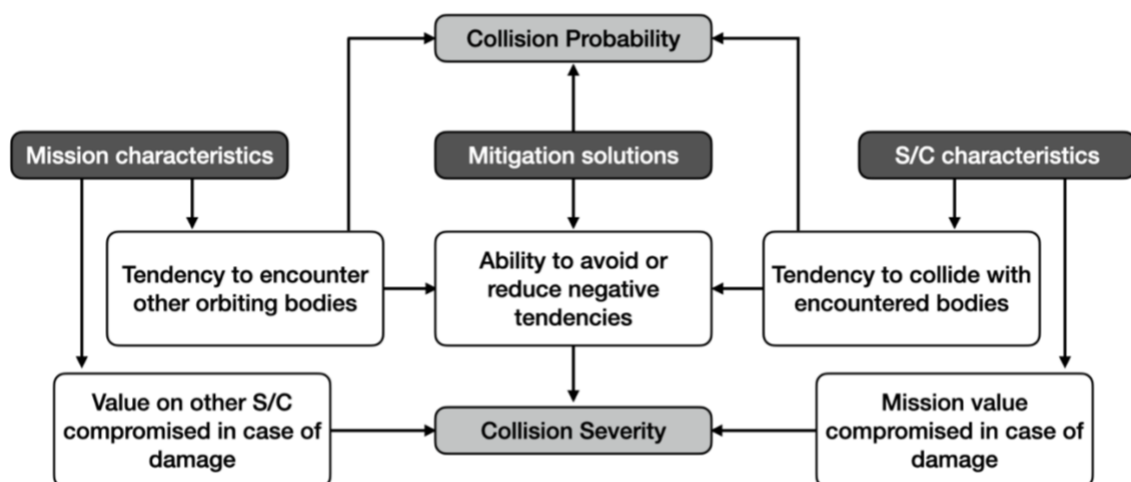 Collision Probability
Mission characteristics
Mitigation solutions
S/C characteristics
Tendency to encounter
other orbiting bodies
Ability to avoid or
reduce negative
tendencies
Tendency to collide with
encountered bodies
Value on other S/C
compromised in case of
damage
Collision Severity
Mission value
compromised in case of
damage